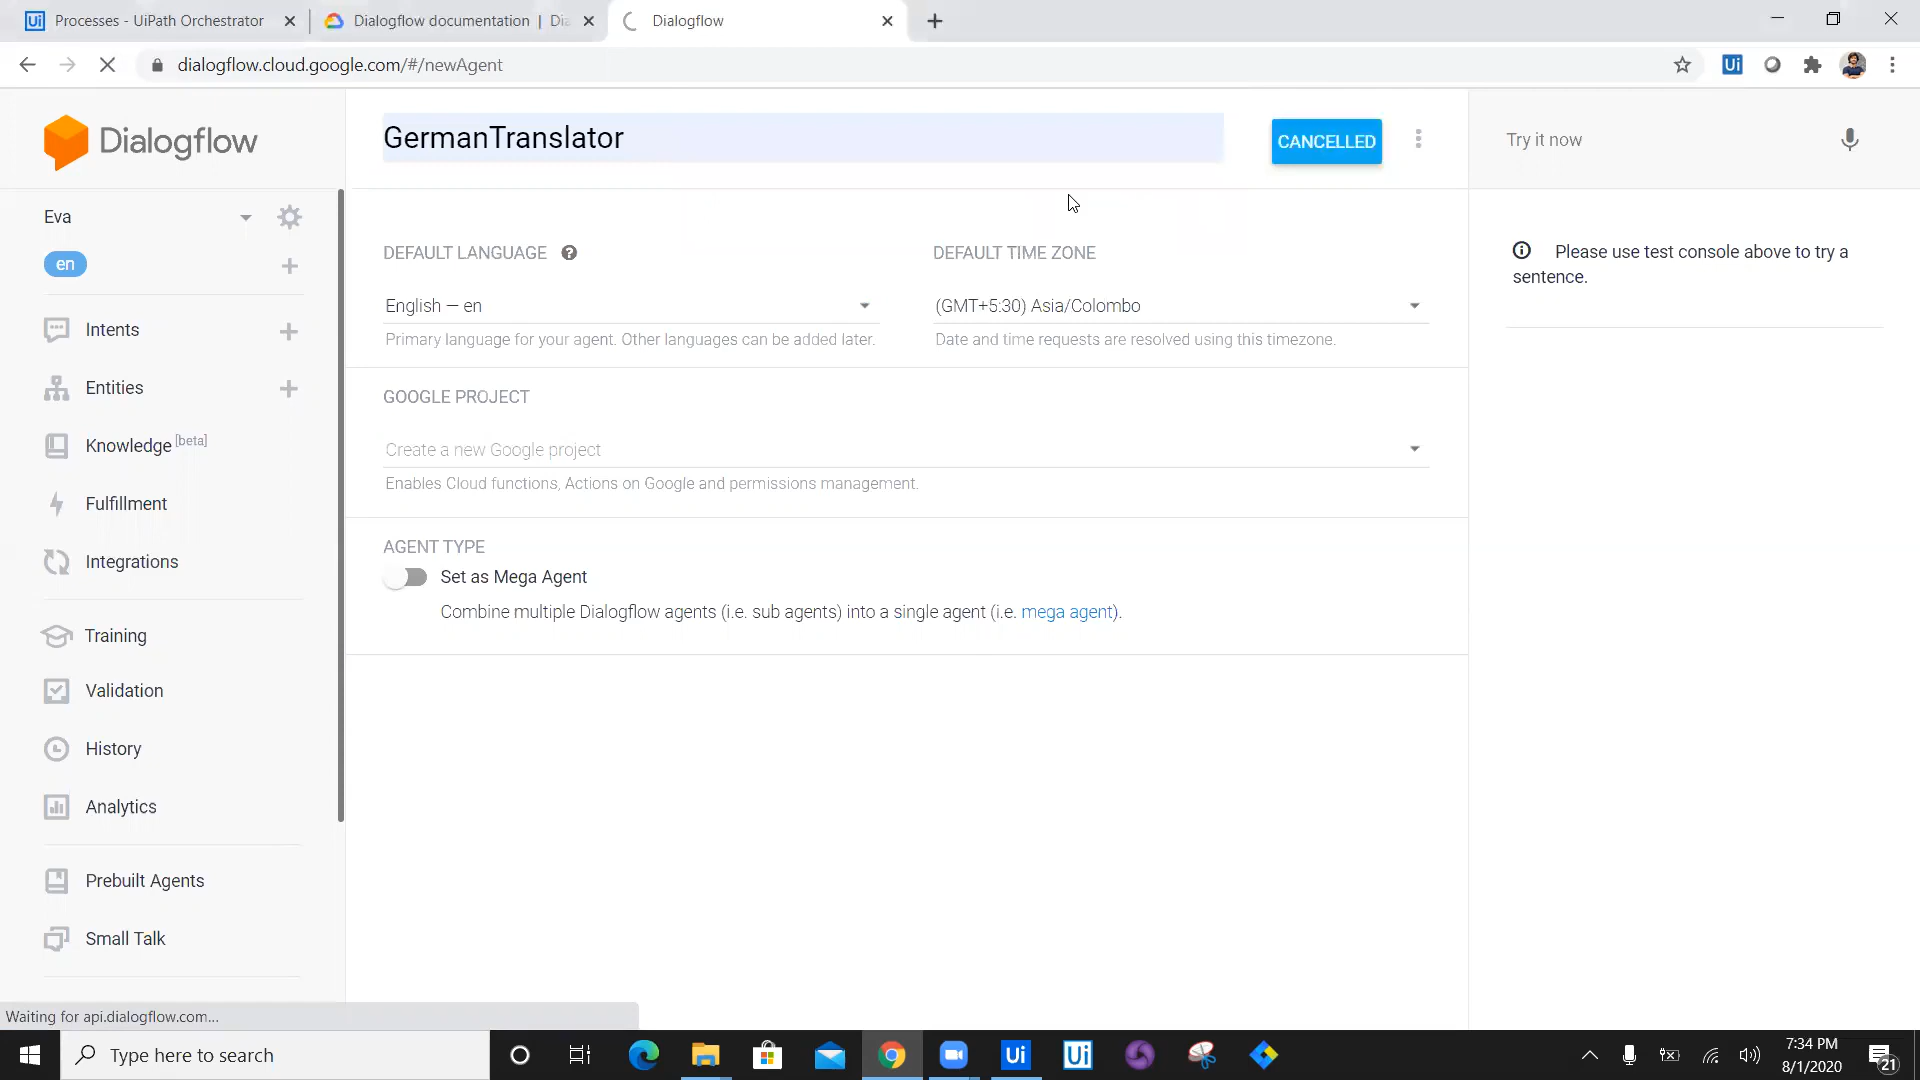 Processes - UiPath Orchestrator
Dialogflow documentation | Dia
Dialogflow
dialogflow.cloud.google.com/#/newAgent
Ui
Dialogflow
GermanTranslator
CANCELLED
Try it now
Eva
en
DEFAULT LANGUAGE
DEFAULT TIME ZONE
Please use test console above to try a
sentence.
English — en
(GMT+5:30) Asia/Colombo
Primary language for your agent. Other languages can be added later.
Date and time requests are resolved using this timezone.
Intents
Entities
Knowledge [beta]
Fulfillment
Integrations
GOOGLE PROJECT
Create a new Google project
Enables Cloud functions, Actions on Google and permissions management.
AGENT TYPE
Set as Mega Agent
Combine multiple Dialogflow agents (i.e. sub agents) into a single agent (i.e. mega agent).
Training
Validation
History
Analytics
Prebuilt Agents
Small Talk
Waiting for api.dialogflow.com...
Type here to search
Ui
Ui
7:34 PM
8/1/2020
21